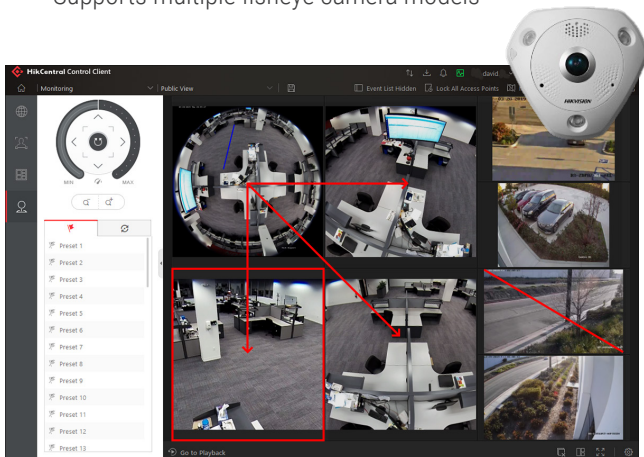 Supports multiple fisheye camera models
HikCentral Control Client
david
Monitoring
Public View
Event List Hidden
Lock All Access Points
HIKVISION
MIN
MAX
Preset 1
Preset 2
Preset 3
Preset 4
Preset 5
Preset 6
Preset 7
Preset 8
Preset 9
Preset 10
Preset 11
Preset 12
Preset 13
Go to Playback